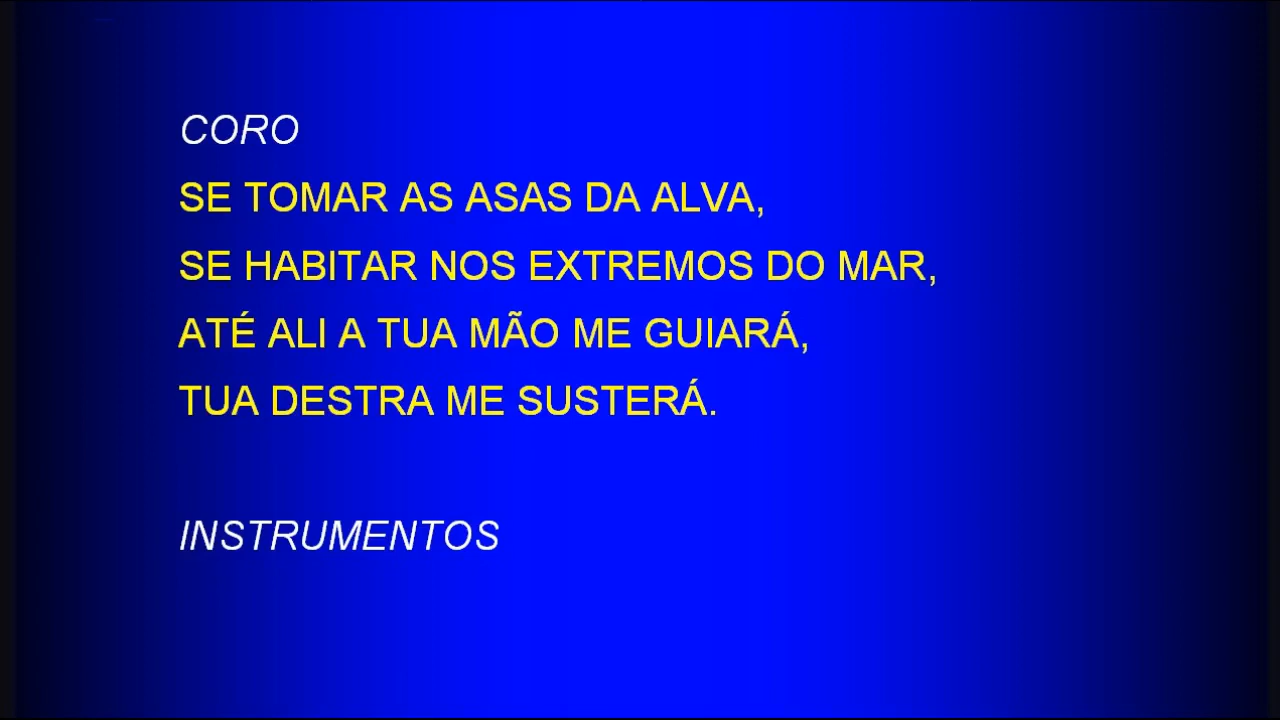 CORO
SE TOMAR AS ASAS DA ALVA,
SE HABITAR NOS EXTREMOS DO MAR,
ATÉ ALI A TUA MÃO ME GUIARÁ,
TUA DESTRA ME SUSTERÁ.
INSTRUMENTOS